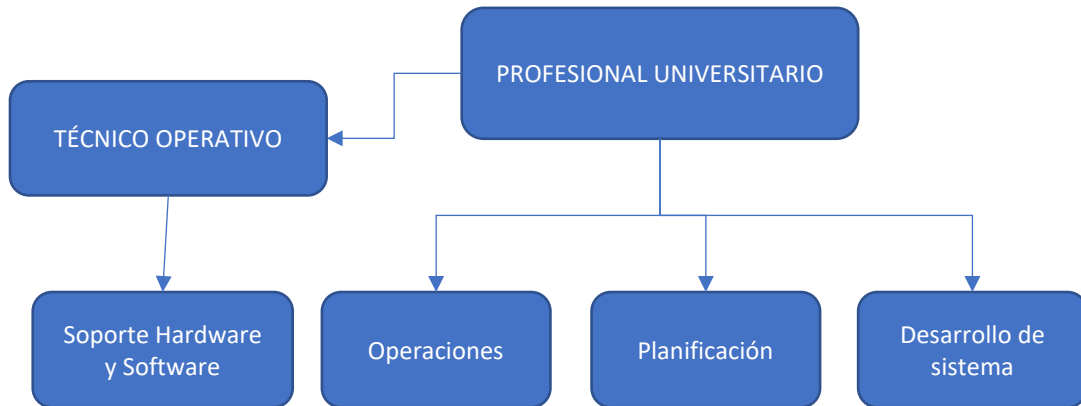 PROFESIONAL UNIVERSITARIO
TÉCNICO OPERATIVO
Soporte Hardware
y Software
Operaciones
Planificación
Desarrollo de
sistema